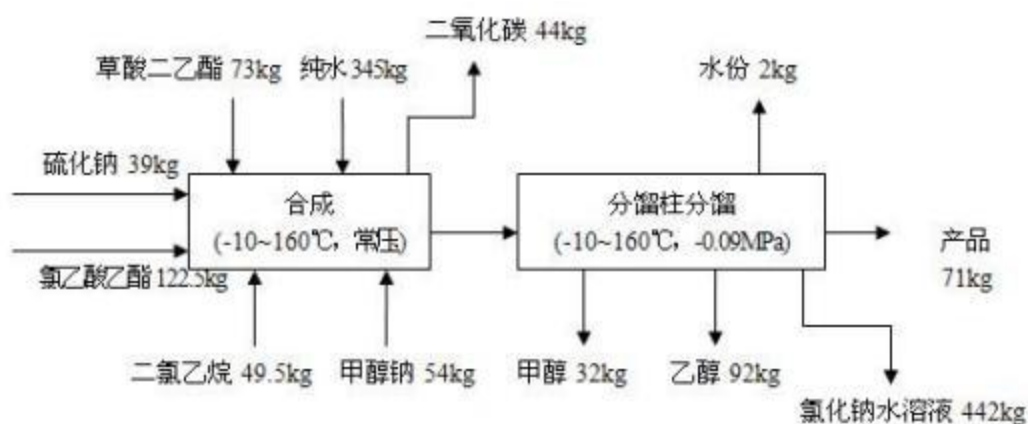 二氧化碳 44kg
草酸二乙酯 73kg
纯水 345kg
水份 2kg
硫化钠 39kg
合成
(-10~160℃，常压)
分馏柱分馏
(-10~160℃，-0.09MPa)
产品
71kg
氯乙酸乙酯 122.5kg
二氯乙烷 49.5kg
甲醇钠 54kg
甲醇 32kg
乙醇 92kg
氯化钠水溶液 442kg